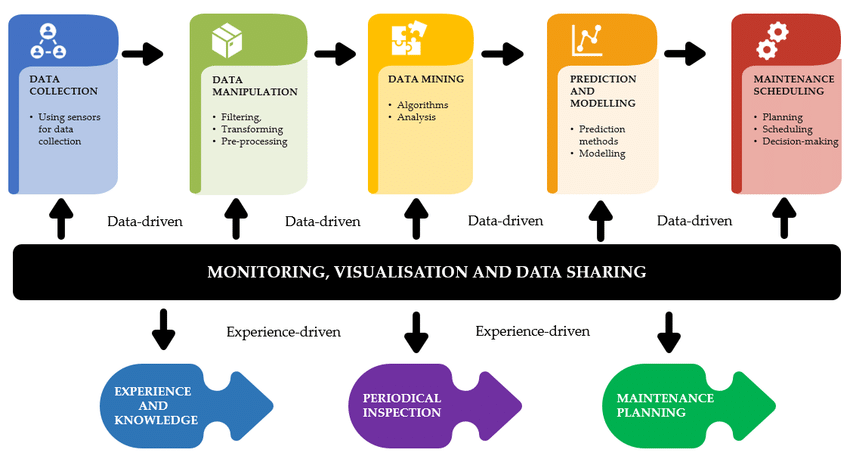 DATA
COLLECTION
• Using sensors
for data
collection
DATA
MANIPULATION
• Filtering,
• Transforming
• Pre-processing
DATA MINING
• Algorithms
• Analysis
PREDICTION
AND
MODELLING
• Prediction
methods
• Modelling
MAINTENANCE
SCHEDULING
• Planning
• Scheduling
• Decision-making
Data-driven
Data-driven
Data-driven
Data-driven
MONITORING, VISUALISATION AND DATA SHARING
Experience-driven
Experience-driven
EXPERIENCE
AND
KNOWLEDGE
PERIODICAL
INSPECTION
MAINTENANCE
PLANNING